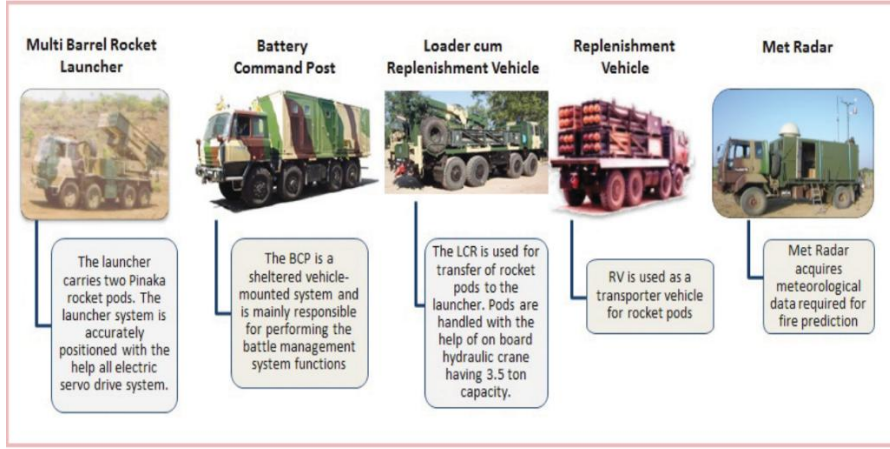 Multi Barrel Rocket
Launcher
Battery
Command Post
Loader cum
Replenishment Vehicle
Replenishment
Vehicle
Met Radar
The launcher
carries two Pinaka
rocket pods. The
launcher system is
accurately
positioned with the
help all electric
servo drive system.
The BCP is a
sheltered vehicle-
mounted system and
is mainly responsible
for performing the
battle management
system functions
The LCR is used for
transfer of rocket
pods to the
launcher. Pods are
handled with the
help of on board
hydraulic crane
having 3.5 ton
capacity.
RV is used as a
transporter vehicle
for rocket pods
Met Radar
acquires
meteorological
data required for
fire prediction